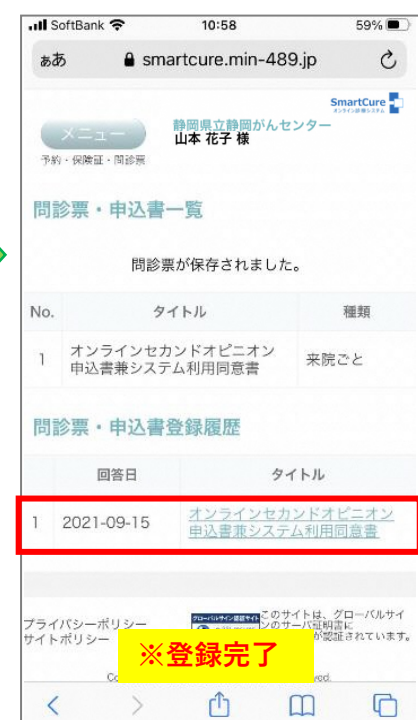 SoftBank 10:58 59%
ああ smartcure.min-489.jp
SmartCure
メニュー
静岡県立静岡がんセンター
山本 花子 様
予約・保険証・問診票
問診票・申込書一覧
問診票が保存されました。
No. タイトル 種類
1 オンラインセカンドオピニオン申込書兼システム利用同意書 来院ごと
問診票・申込書登録履歴
回答日 タイトル
1 2021-09-15 オンラインセカンドオピニオン申込書兼システム利用同意書
プライバシーポリシー
サイトポリシー
このサイトは、グローバルサイ
ンのサーバ証明書に
が認証されています。
※登録完了